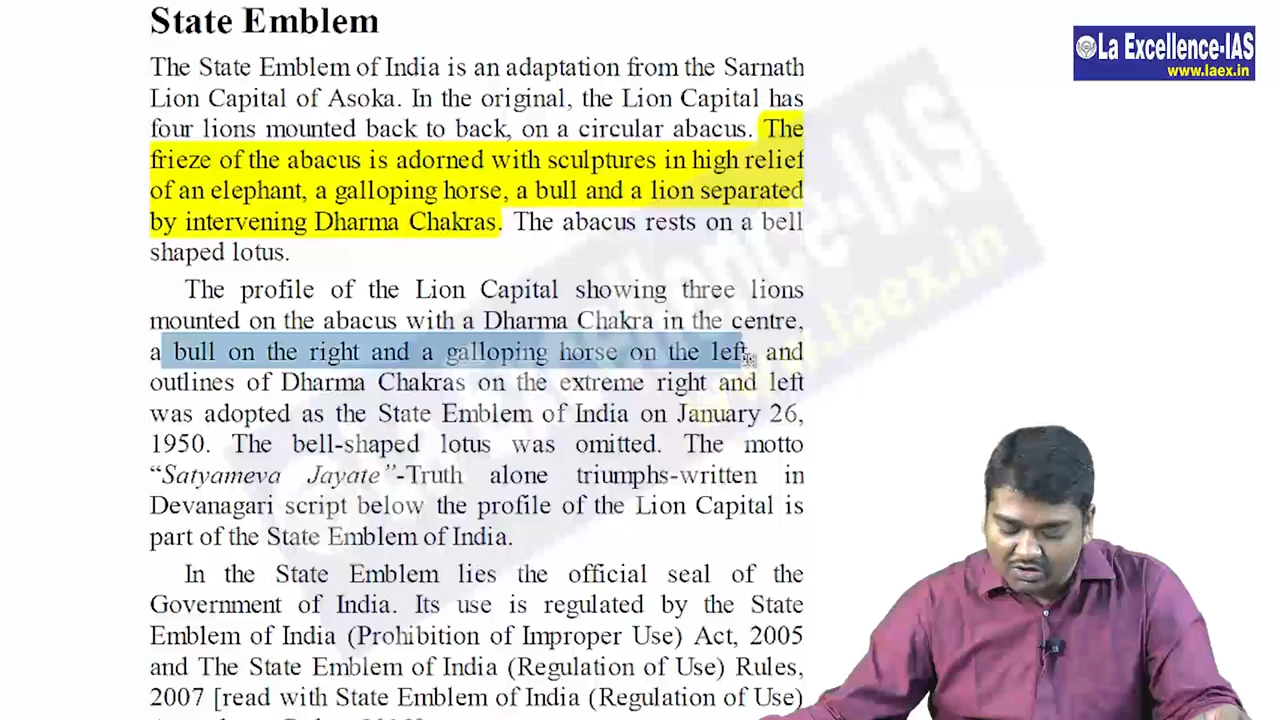 State Emblem
La Excellence-IAS
www.laex.in
The State Emblem of India is an adaptation from the Sarnath
Lion Capital of Asoka. In the original, the Lion Capital has
four lions mounted back to back, on a circular abacus. The
frieze of the abacus is adorned with sculptures in high relief
of an elephant, a galloping horse, a bull and a lion separated
by intervening Dharma Chakras. The abacus rests on a bell
shaped lotus.
The profile of the Lion Capital showing three lions
mounted on the abacus with a Dharma Chakra in the centre,
a bull on the right and a galloping horse on the left, and
outlines of Dharma Chakras on the extreme right and left
was adopted as the State Emblem of India on January 26,
1950. The bell-shaped lotus was omitted. The motto
“Satyameva Jayate”-Truth alone triumphs-written in
Devanagari script below the profile of the Lion Capital is
part of the State Emblem of India.
In the State Emblem lies the official seal of the
Government of India. Its use is regulated by the State
Emblem of India (Prohibition of Improper Use) Act, 2005
and The State Emblem of India (Regulation of Use) Rules,
2007 [read with State Emblem of India (Regulation of Use)
La Excellence-IAS
www.laex.in